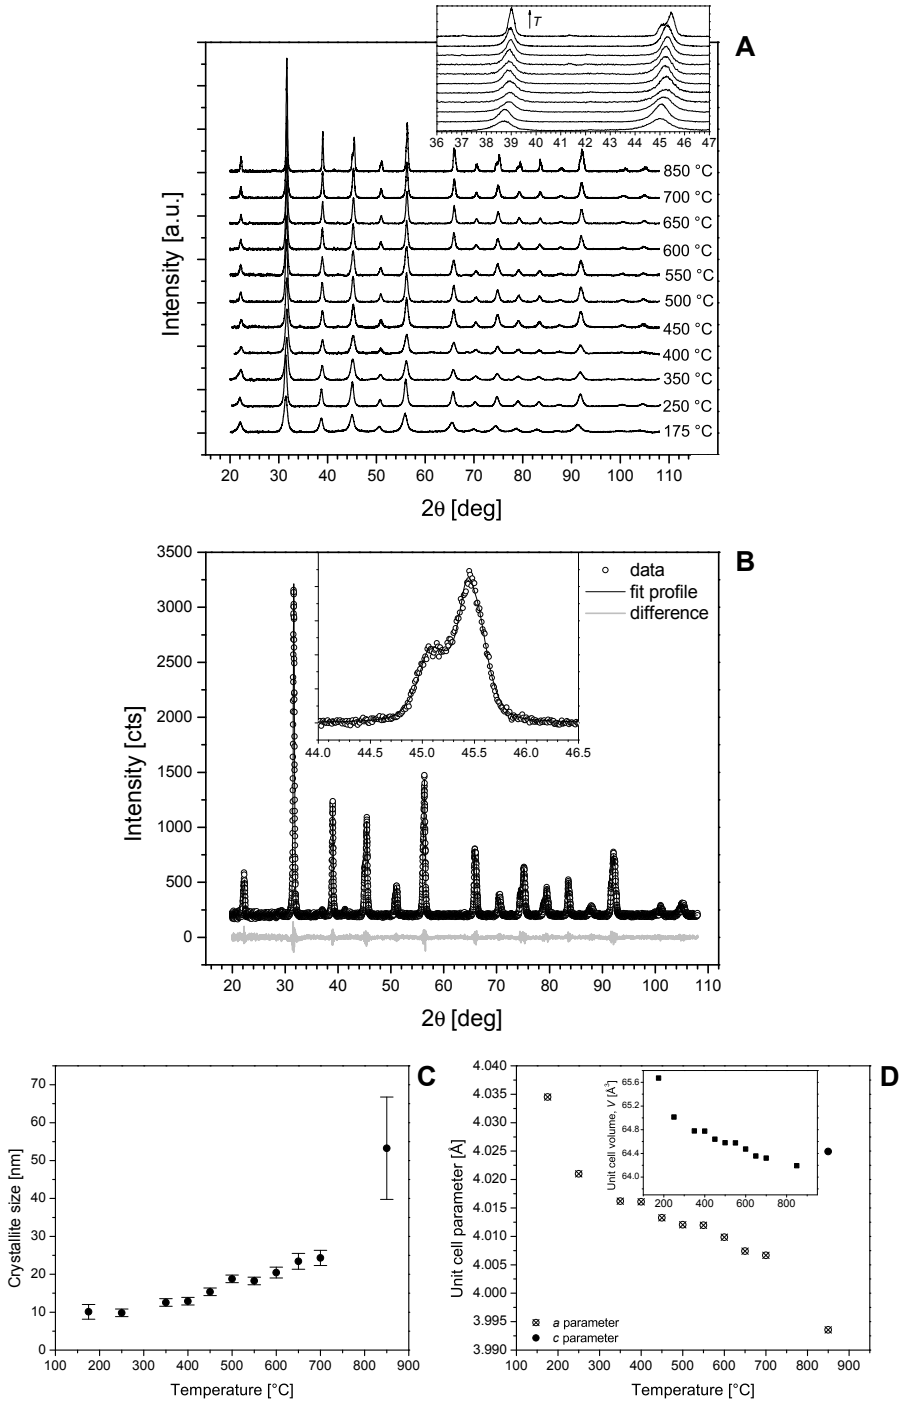 T
A
36 37 38 39 40 41 42 43 44 45 46 47
850 °C
700 °C
650 °C
600 °C
550 °C
500 °C
450 °C
400 °C
350 °C
250 °C
175 °C
Intensity [a.u.]
20 30 40 50 60 70 80 90 100 110
2θ [deg]
B
3500
3000
2500
2000
1500
1000
500
0
Intensity [cts]
data
fit profile
difference
44.0 44.5 45.0 45.5 46.0 46.5
20 30 40 50 60 70 80 90 100 110
2θ [deg]
C
70
60
50
40
30
20
10
0
Crystallite size [nm]
100 200 300 400 500 600 700 800 900
Temperature [°C]
D
4.040
4.035
4.030
4.025
4.020
4.015
4.010
4.005
4.000
3.995
3.990
Unit cell parameter [Å]
65.6
65.2
64.8
64.4
64.0
Unit cell volume, V [Å³]
200 400 600 800
a parameter
c parameter
100 200 300 400 500 600 700 800 900
Temperature [°C]